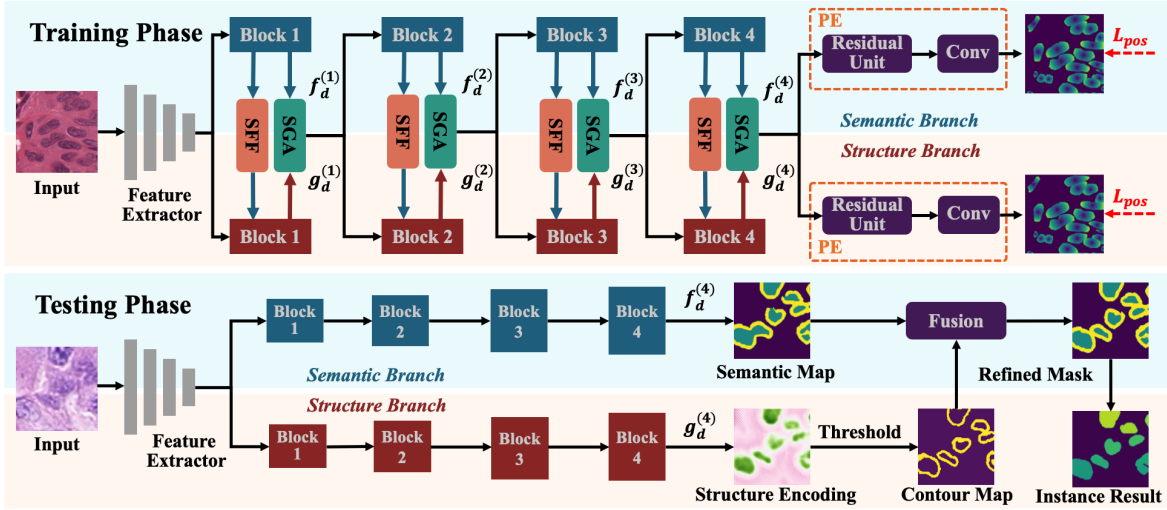 Training Phase
Input
Feature
Extractor
Block 1
Block 2
Block 3
Block 4
f_d^(1)
f_d^(2)
f_d^(3)
f_d^(4)
SFF
SGA
SFF
SGA
SFF
SGA
SFF
SGA
g_d^(1)
g_d^(2)
g_d^(3)
g_d^(4)
Block 1
Block 2
Block 3
Block 4
PE
Residual
Unit
Conv
L_pos
Semantic Branch
Structure Branch
Residual
Unit
Conv
PE
L_pos
Testing Phase
Input
Feature
Extractor
Block
1
Block
2
Block
3
Block
4
f_d^(4)
Semantic Map
Fusion
Refined Mask
Semantic Branch
Structure Branch
Block
1
Block
2
Block
3
Block
4
g_d^(4)
Structure Encoding
Threshold
Contour Map
Instance Result